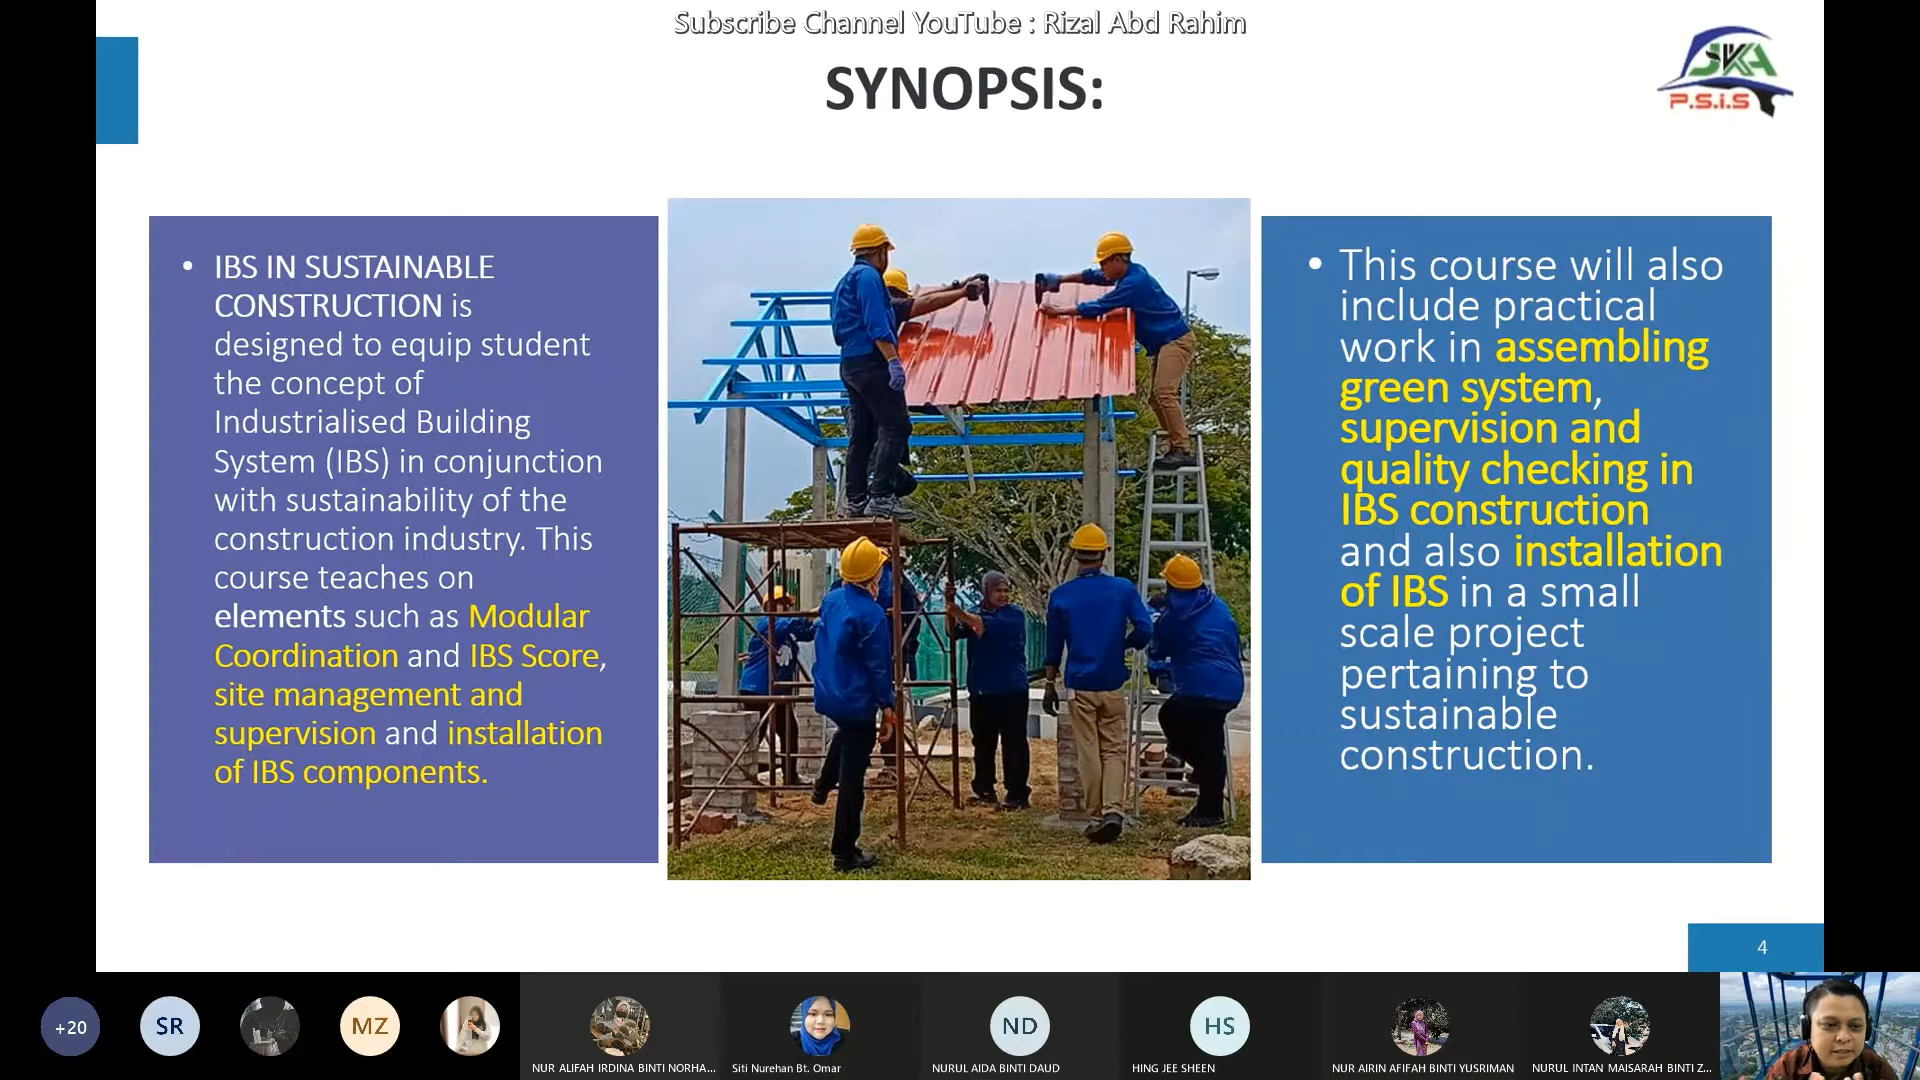 Subscribe Channel YouTube : Rizal Abd Rahim
SYNOPSIS:
JKA
P.S.i.S
• IBS IN SUSTAINABLE
CONSTRUCTION is
designed to equip student
the concept of
Industrialised Building
System (IBS) in conjunction
with sustainability of the
construction industry. This
course teaches on
elements such as Modular
Coordination and IBS Score,
site management and
supervision and installation
of IBS components.
• This course will also
include practical
work in assembling
green system,
supervision and
quality checking in
IBS construction
and also installation
of IBS in a small
scale project
pertaining to
sustainable
construction.
4
+20
SR
MZ
NUR ALIFAH IRDINA BINTI NORHA...
Siti Nurehan Bt. Omar
ND
NURUL AIDA BINTI DAUD
HS
HING JEE SHEEN
NUR AIRIN AFIFAH BINTI YUSRIMAN
NURUL INTAN MAISARAH BINTI Z...